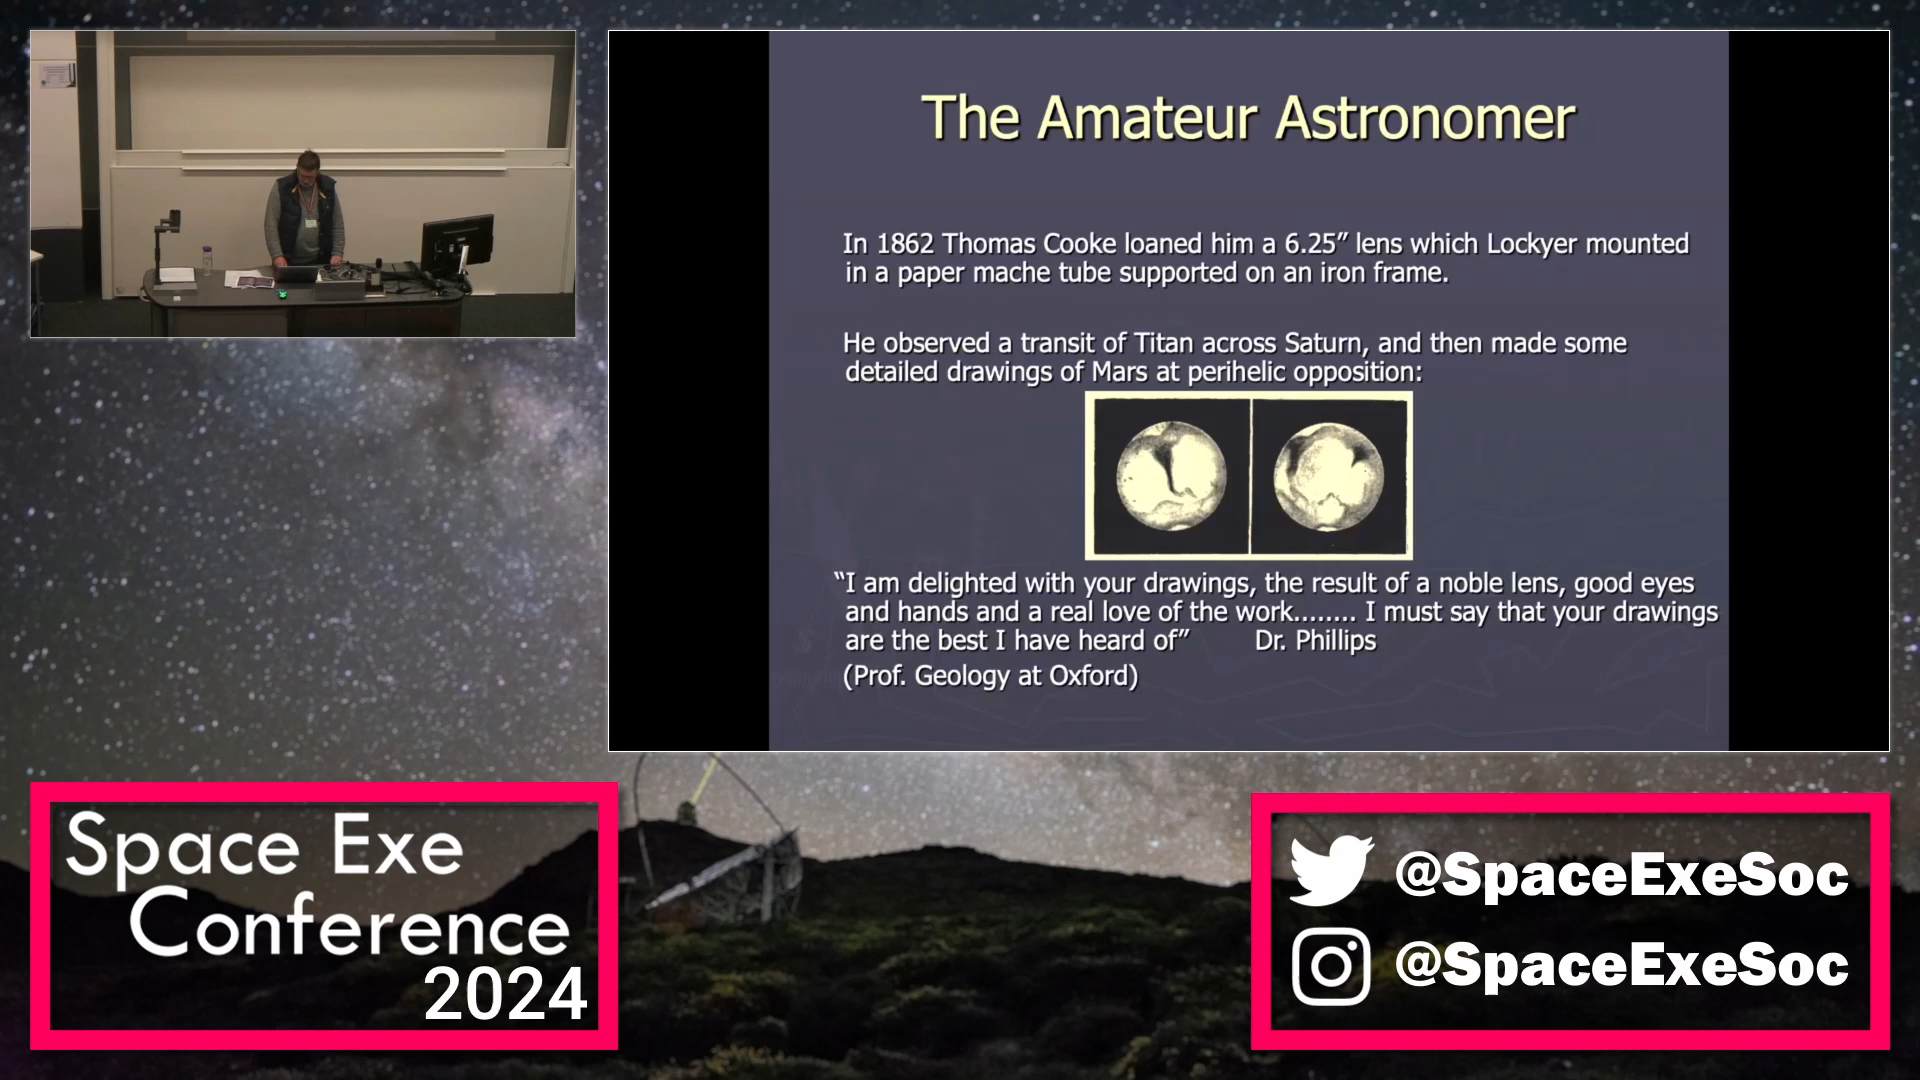 The Amateur Astronomer
In 1862 Thomas Cooke loaned him a 6.25” lens which Lockyer mounted
in a paper mache tube supported on an iron frame.
He observed a transit of Titan across Saturn, and then made some
detailed drawings of Mars at perihelic opposition:
“I am delighted with your drawings, the result of a noble lens, good eyes
and hands and a real love of the work........ I must say that your drawings
are the best I have heard of” Dr. Phillips
(Prof. Geology at Oxford)
Space Exe
Conference
2024
@SpaceExeSoc
@SpaceExeSoc